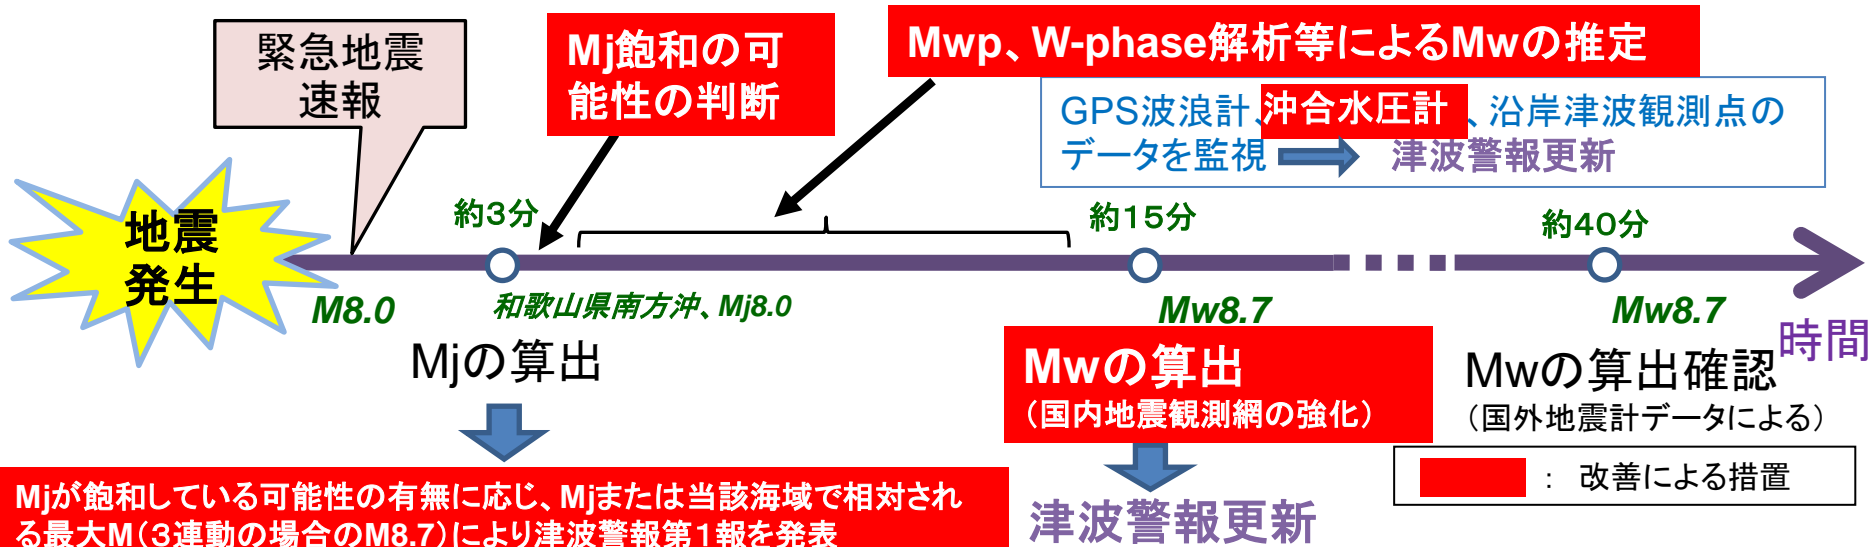 緊急地震
速報
Mj飽和の可
能性の判断
Mwp、W-phase解析等によるMwの推定
GPS波浪計、沖合水圧計、沿岸津波観測点の
データを監視 津波警報更新
地震
発生
約3分
約15分
約40分
M8.0
和歌山県南方沖、Mj8.0
Mw8.7
Mw8.7
時間
Mjの算出
Mwの算出
（国内地震観測網の強化）
Mwの算出確認
（国外地震計データによる）
： 改善による措置
Mjが飽和している可能性の有無に応じ、Mjまたは当該海域で相対され
る最大M（３連動の場合のM8.7）により津波警報第１報を発表
津波警報更新